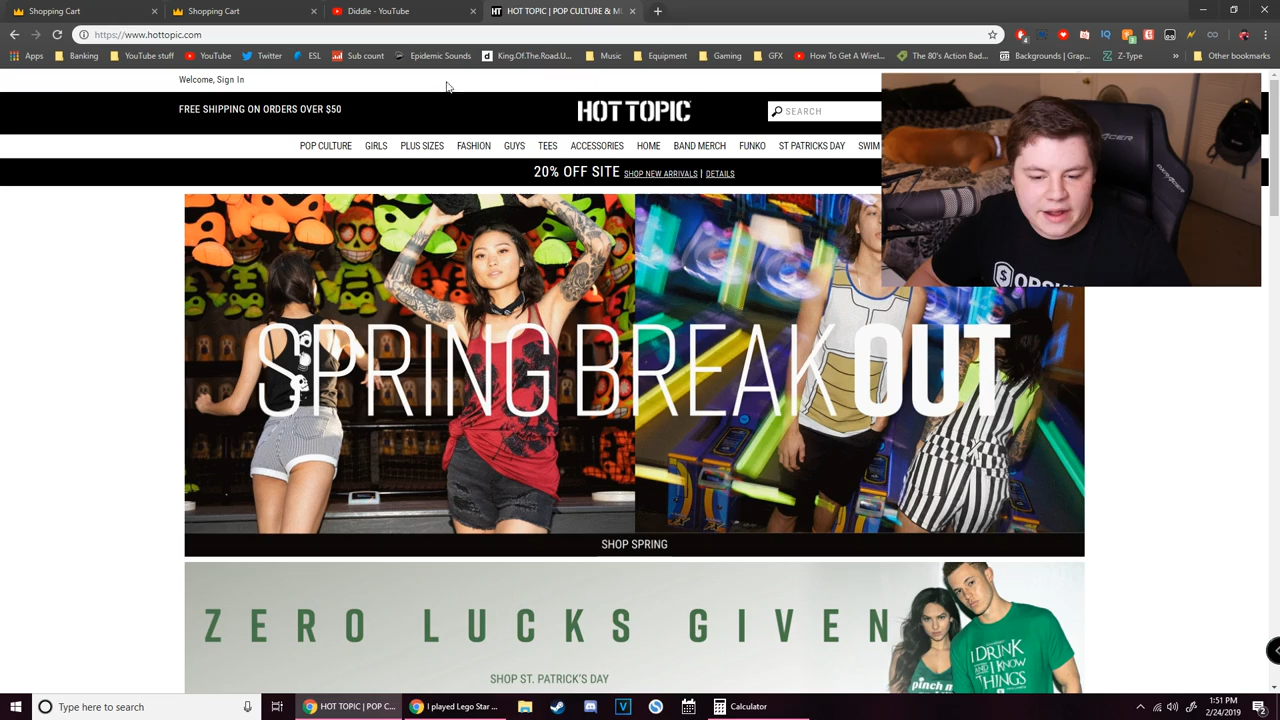 Shopping Cart
Shopping Cart
Diddle - YouTube
HOT TOPIC | POP CULTURE & MU
https://www.hottopic.com
Apps Banking YouTube YouTube Twitter ESL Sub count Epidemic Sounds King.Of.The.Road.U... Music Equipment Gaming GFX How To Get A Wirel... The 80's Action Bad... Backgrounds | Grap... Z-Type Other bookmarks
Welcome, Sign In
FREE SHIPPING ON ORDERS OVER $50
HOT TOPIC
SEARCH
POP CULTURE GIRLS PLUS SIZES FASHION GUYS TEES ACCESSORIES HOME BAND MERCH FUNKO ST PATRICKS DAY SWIM
20% OFF SITE SHOP NEW ARRIVALS | DETAILS
ACER
PREDATOR
SPRING BREAKOUT
SHOP SPRING
ZERO LUCKS GIVEN
SHOP ST. PATRICK'S DAY
I DRINK
AND I KNOW
THINGS
pinch m
Type here to search
HOT TOPIC | POP C...
I played Lego Star ...
Calculator
1:51 PM
2/24/2019